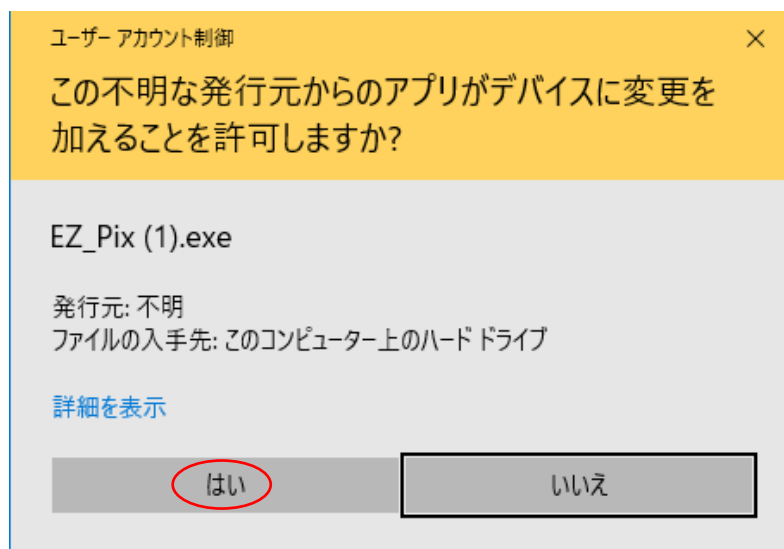 ユーザー アカウント制御
この不明な発行元からのアプリがデバイスに変更を
加えることを許可しますか?
EZ_Pix (1).exe
発行元: 不明
ファイルの入手先: このコンピューター上のハード ドライブ
詳細を表示
はい
いいえ